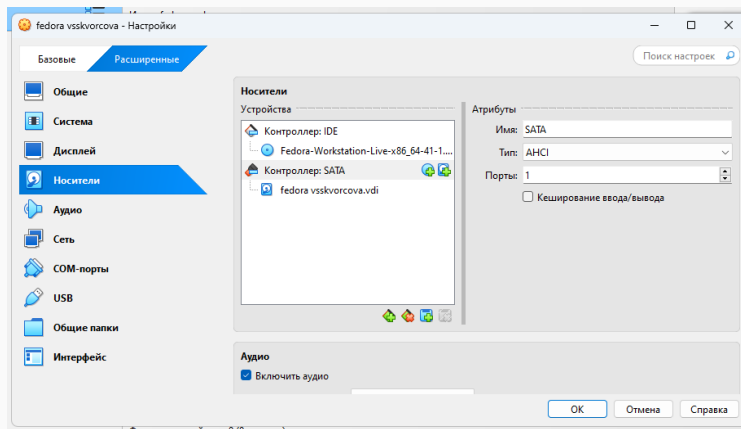 fedora vsskvorcova - Настройки
Базовые
Расширенные
Поиск настроек
Общие
Система
Дисплей
Носители
Аудио
Сеть
COM-порты
USB
Общие папки
Интерфейс
Носители
Устройства
Контроллер: IDE
Fedora-Workstation-Live-x86_64-41-1....
Контроллер: SATA
fedora vsskvorcova.vdi
Атрибуты
Имя: SATA
Тип: AHCI
Порты: 1
Кеширование ввода/вывода
Аудио
Включить аудио
OK
Отмена
Справка